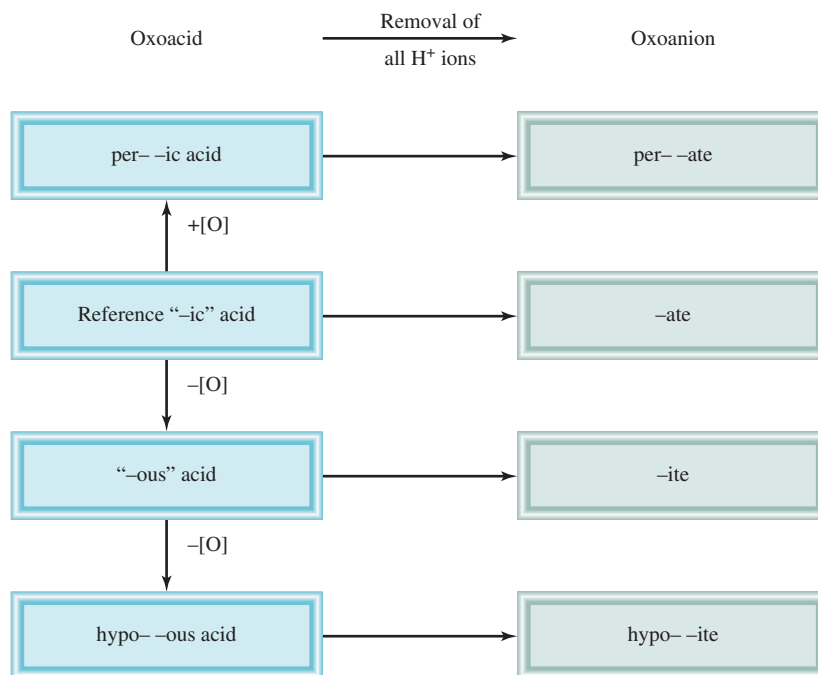 Oxoacid
Removal of
all H⁺ ions
Oxoanion
per– –ic acid
per– –ate
+[O]
Reference “–ic” acid
–ate
–[O]
“–ous” acid
–ite
–[O]
hypo– –ous acid
hypo– –ite